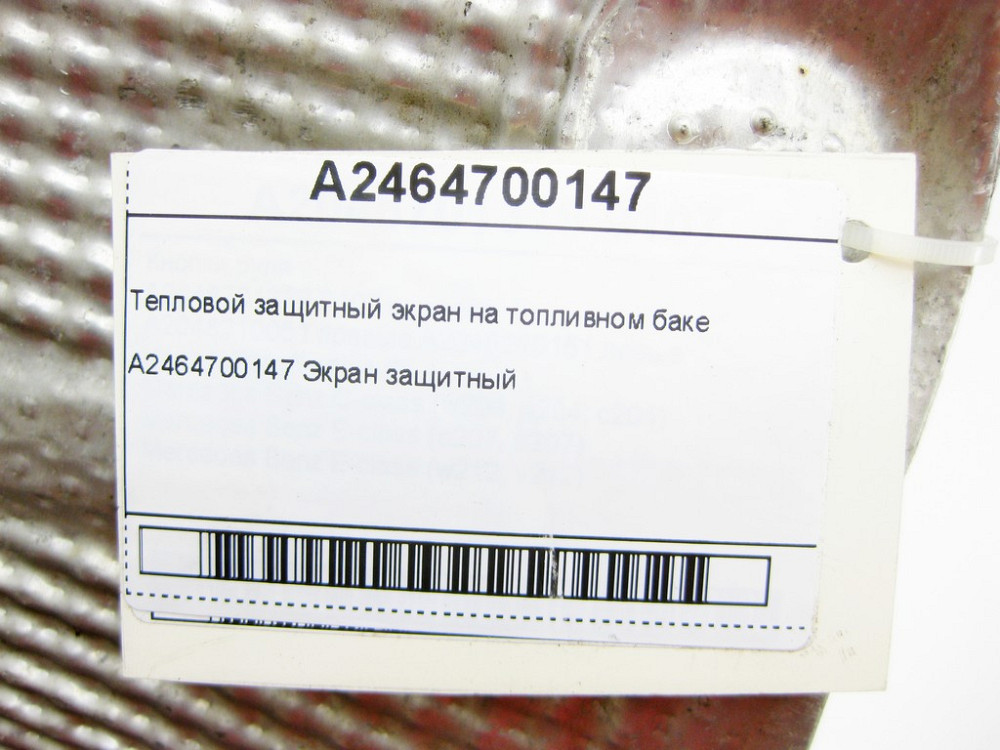 A2464700147
Тепловой защитный экран на топливном баке
A2464700147 Экран защитный